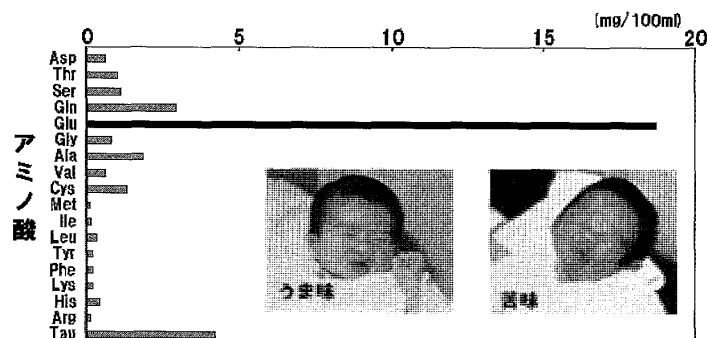 (mg/100ml)
0 5 10 15 20
Asp
Thr
Ser
Gln
Glu
Gly
Ala
Val
Cys
Met
Ile
Leu
Tyr
Phe
Lys
His
Arg
Tau
アミノ酸
うま味
苦味